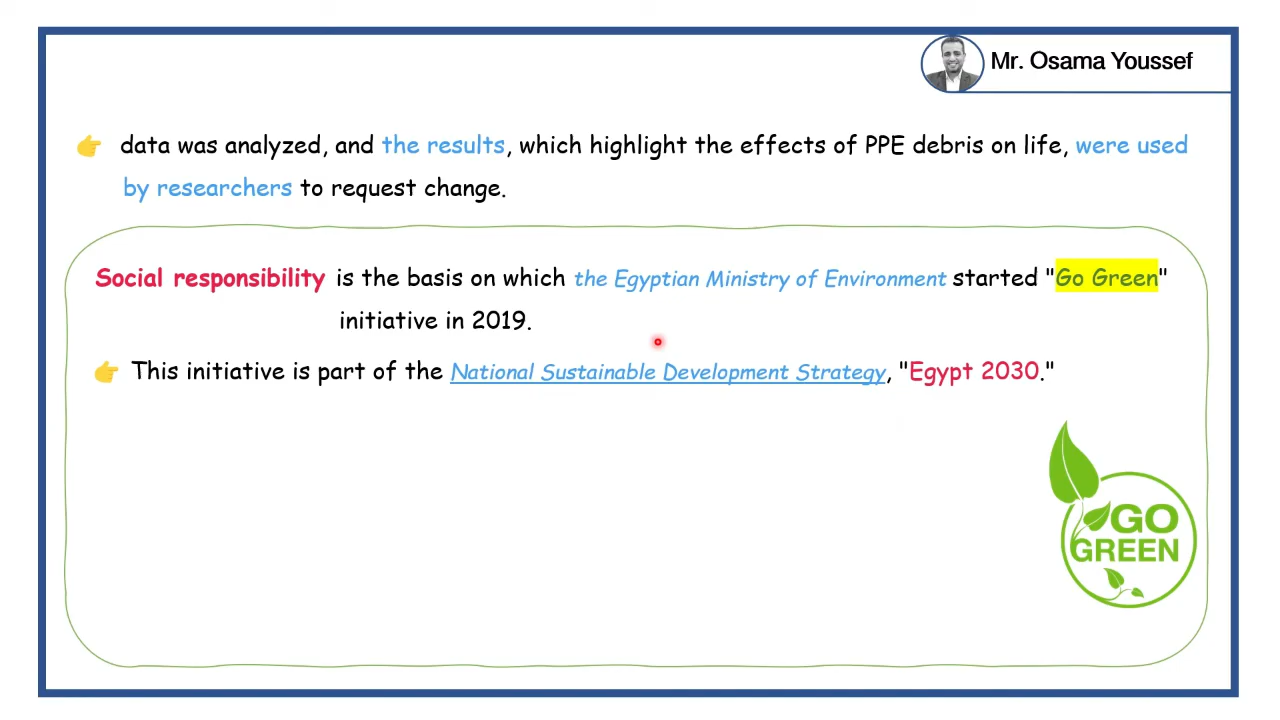 Mr. Osama Youssef
👉 data was analyzed, and the results, which highlight the effects of PPE debris on life, were used
by researchers to request change.
Social responsibility is the basis on which the Egyptian Ministry of Environment started "Go Green"
initiative in 2019.
👉 This initiative is part of the National Sustainable Development Strategy, "Egypt 2030."
GO
GREEN